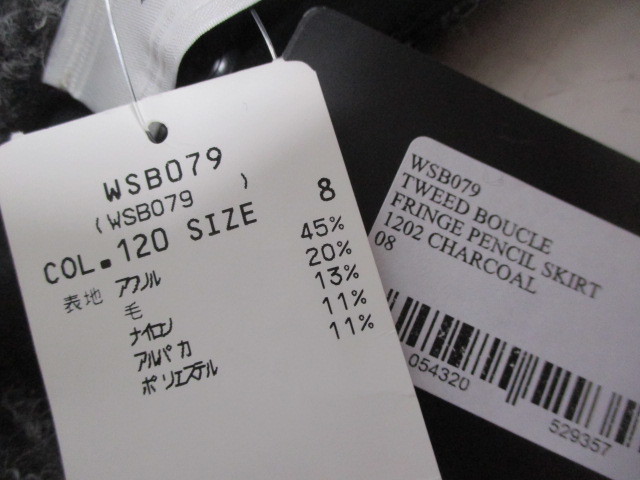 WSB079
(WSB079 )
COL.120 SIZE 8
表地 アクリル 45%
毛 20%
ナイロン 13%
アルパカ 11%
ポリエステル 11%
WSB079
TWEED BOUCLE
FRINGE PENCIL SKIRT
1202 CHARCOAL
08
054320 529357